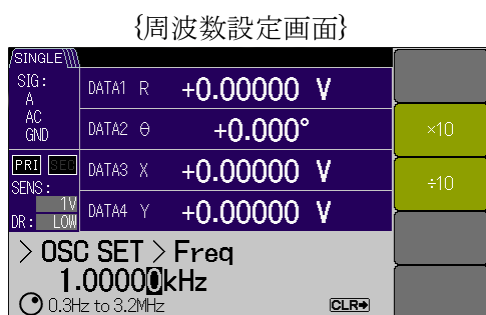 {周波数設定画面}
SINGLE
SIG:
A
AC
GND
PRI SEC
SENS:
1V
DR: LOW
DATA1 R +0.00000 V
DATA2 θ +0.000°
DATA3 X +0.00000 V
DATA4 Y +0.00000 V
×10
÷10
> OSC SET > Freq
1.00000kHz
0.3Hz to 3.2MHz
CLR